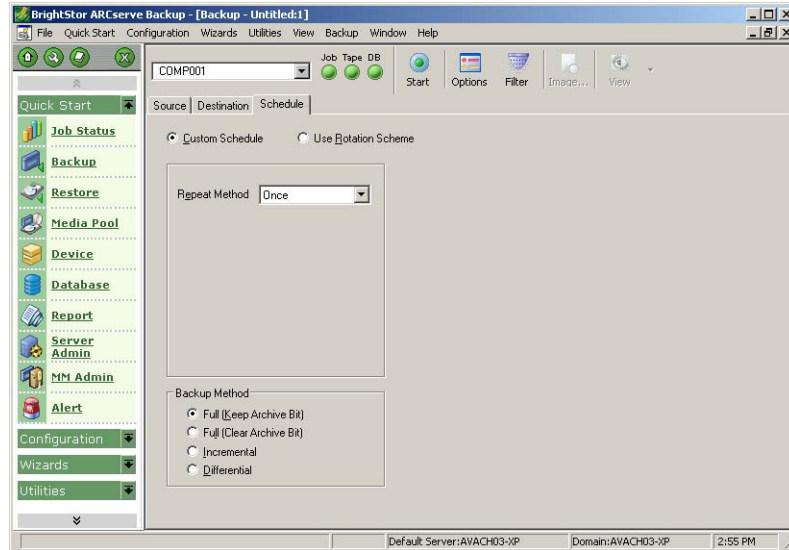 BrightStor ARCserve Backup - [Backup - Untitled:1]
File Quick Start Configuration Wizards Utilities View Backup Window Help
COMP001
Job Tape DB
Start Options Filter Image... View
Quick Start
Job Status
Backup
Restore
Media Pool
Device
Database
Report
Server Admin
MM Admin
Alert
Configuration
Wizards
Utilities
Source Destination Schedule
Custom Schedule Use Rotation Scheme
Repeat Method Once
Backup Method
Full (Keep Archive Bit)
Full (Clear Archive Bit)
Incremental
Differential
Default Server:AVACH03-XP Domain:AVACH03-XP 2:55 PM